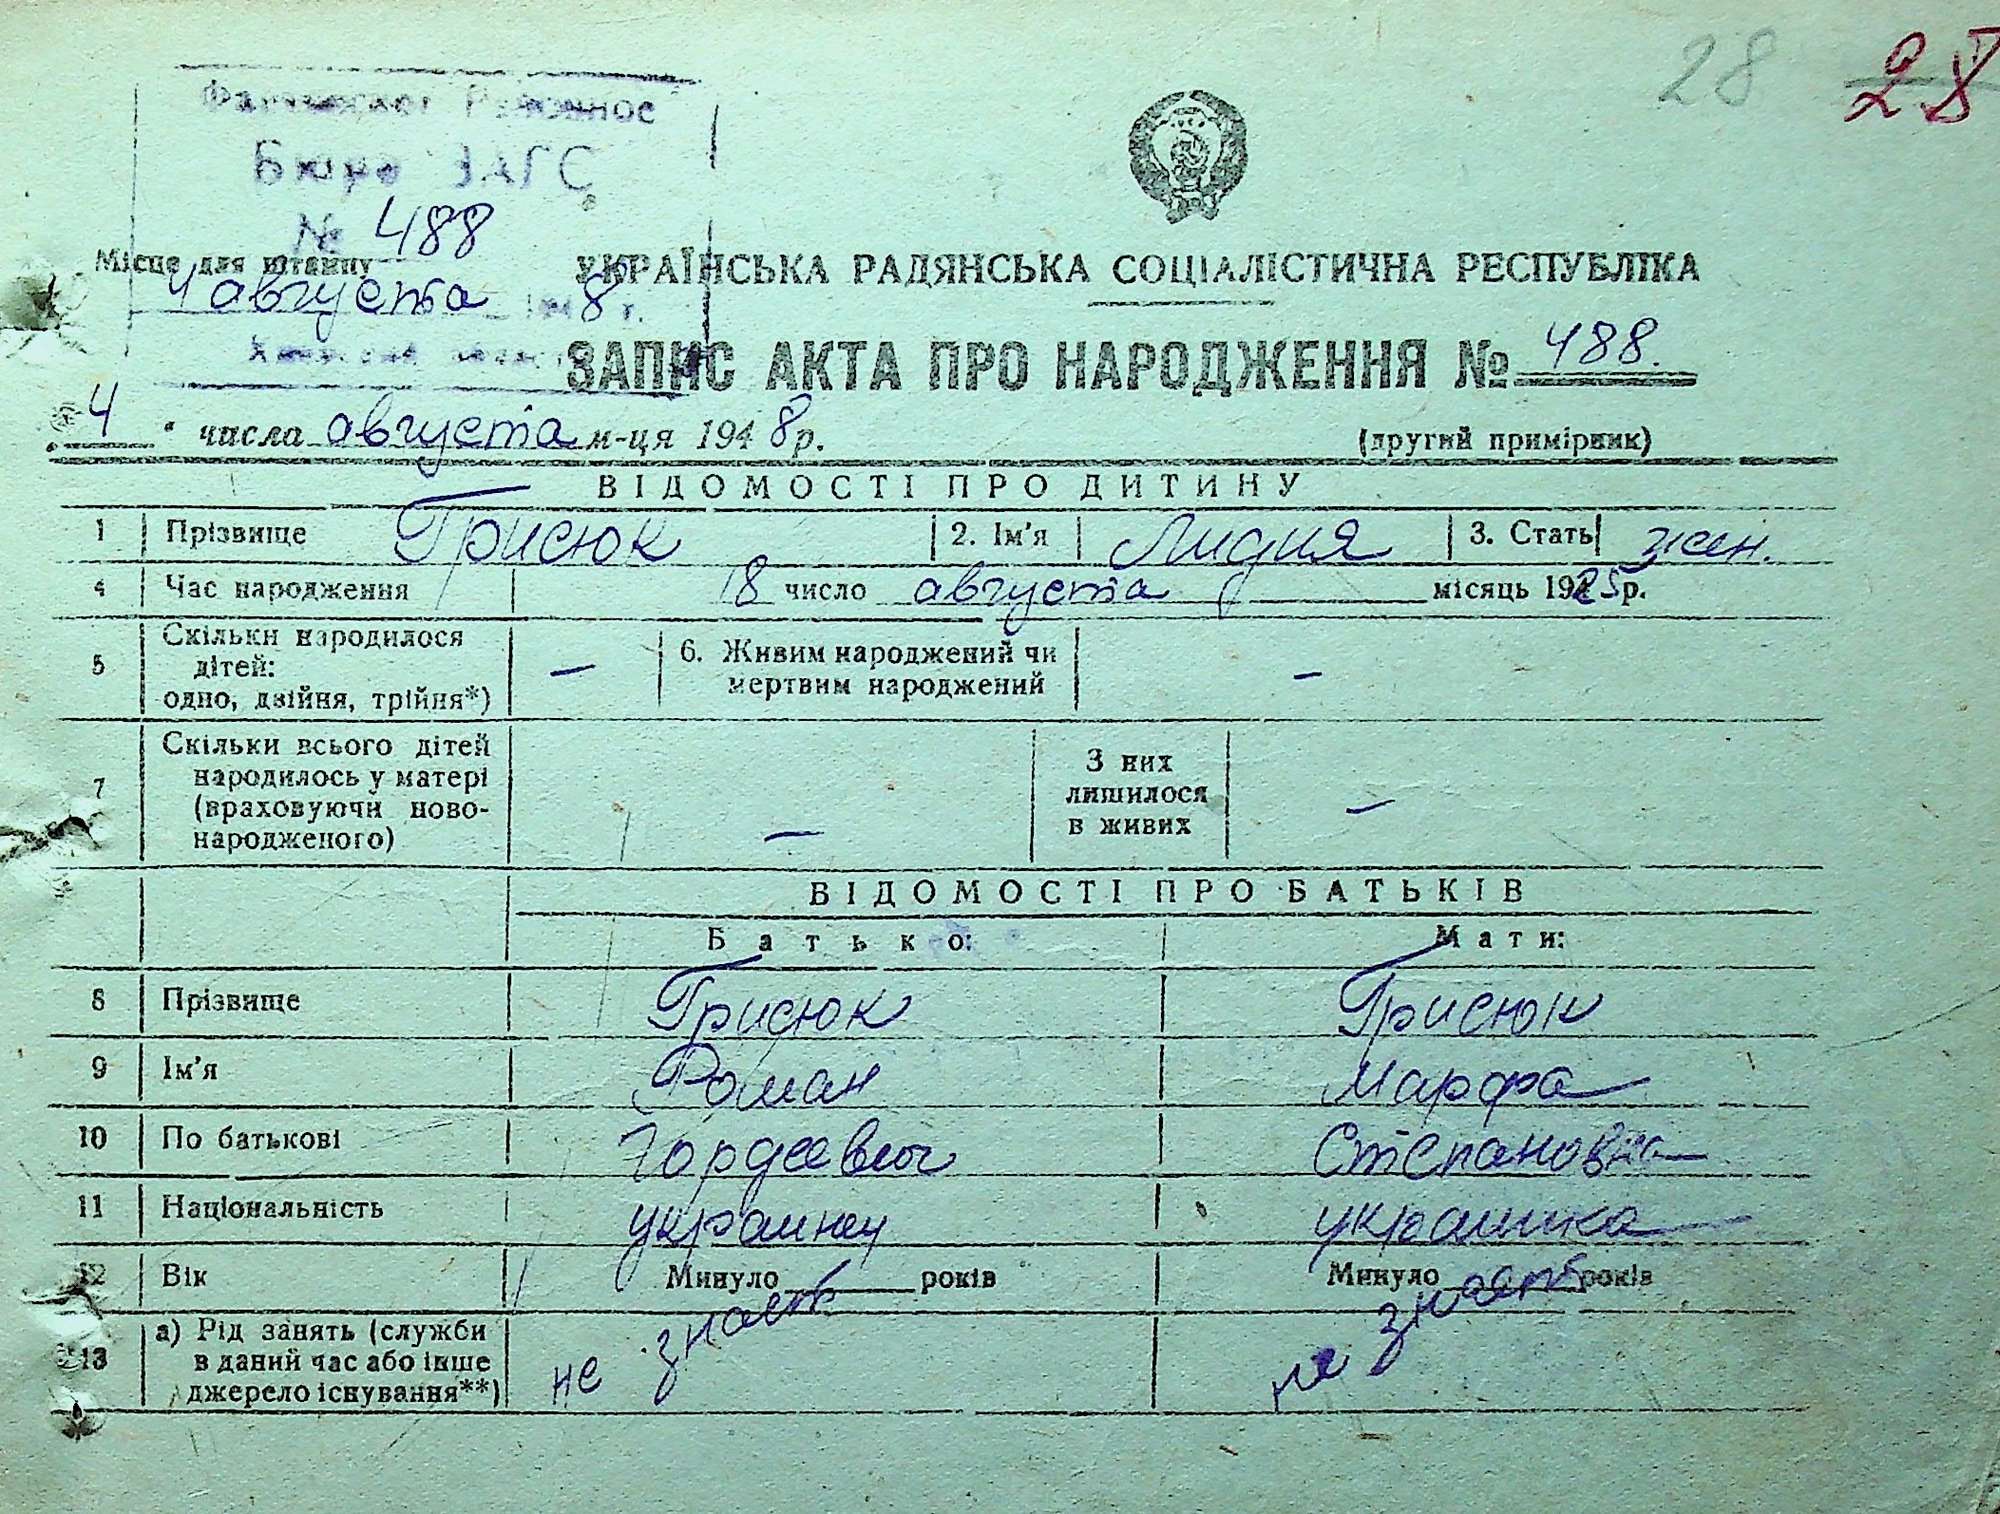 28 28
Районное
Бюро ЗАГС
№ 488
Місце для штампу
4 августа 1948 г.
УКРАЇНСЬКА РАДЯНСЬКА СОЦІАЛІСТИЧНА РЕСПУБЛІКА
ЗАПИС АКТА ПРО НАРОДЖЕННЯ № 488.
"4" числа августа м-ця 1948 р.
(другий примірник)
ВІДОМОСТІ ПРО ДИТИНУ
1 Прізвище Грисюк 2. Ім'я Лидия 3. Стать жен.
4 Час народження 18 число августа місяць 1925 р.
5 Скільки народилося
дітей:
одно, двійня, трійня*) —
6. Живим народжений чи
мертвим народжений —
7 Скільки всього дітей
народилось у матері
(враховуючи ново-
народженого) —
З них
лишилося
в живих —
ВІДОМОСТІ ПРО БАТЬКІВ
Батько: Мати:
8 Прізвище Грисюк Грисюк
9 Ім'я Роман Марфа
10 По батькові Гордеевич Степановна
11 Національність украинец украинка
12 Вік Минуло років Минуло років
13 а) Рід занять (служби
в даний час або інше
джерело існування**)
не знаеть не знаеть